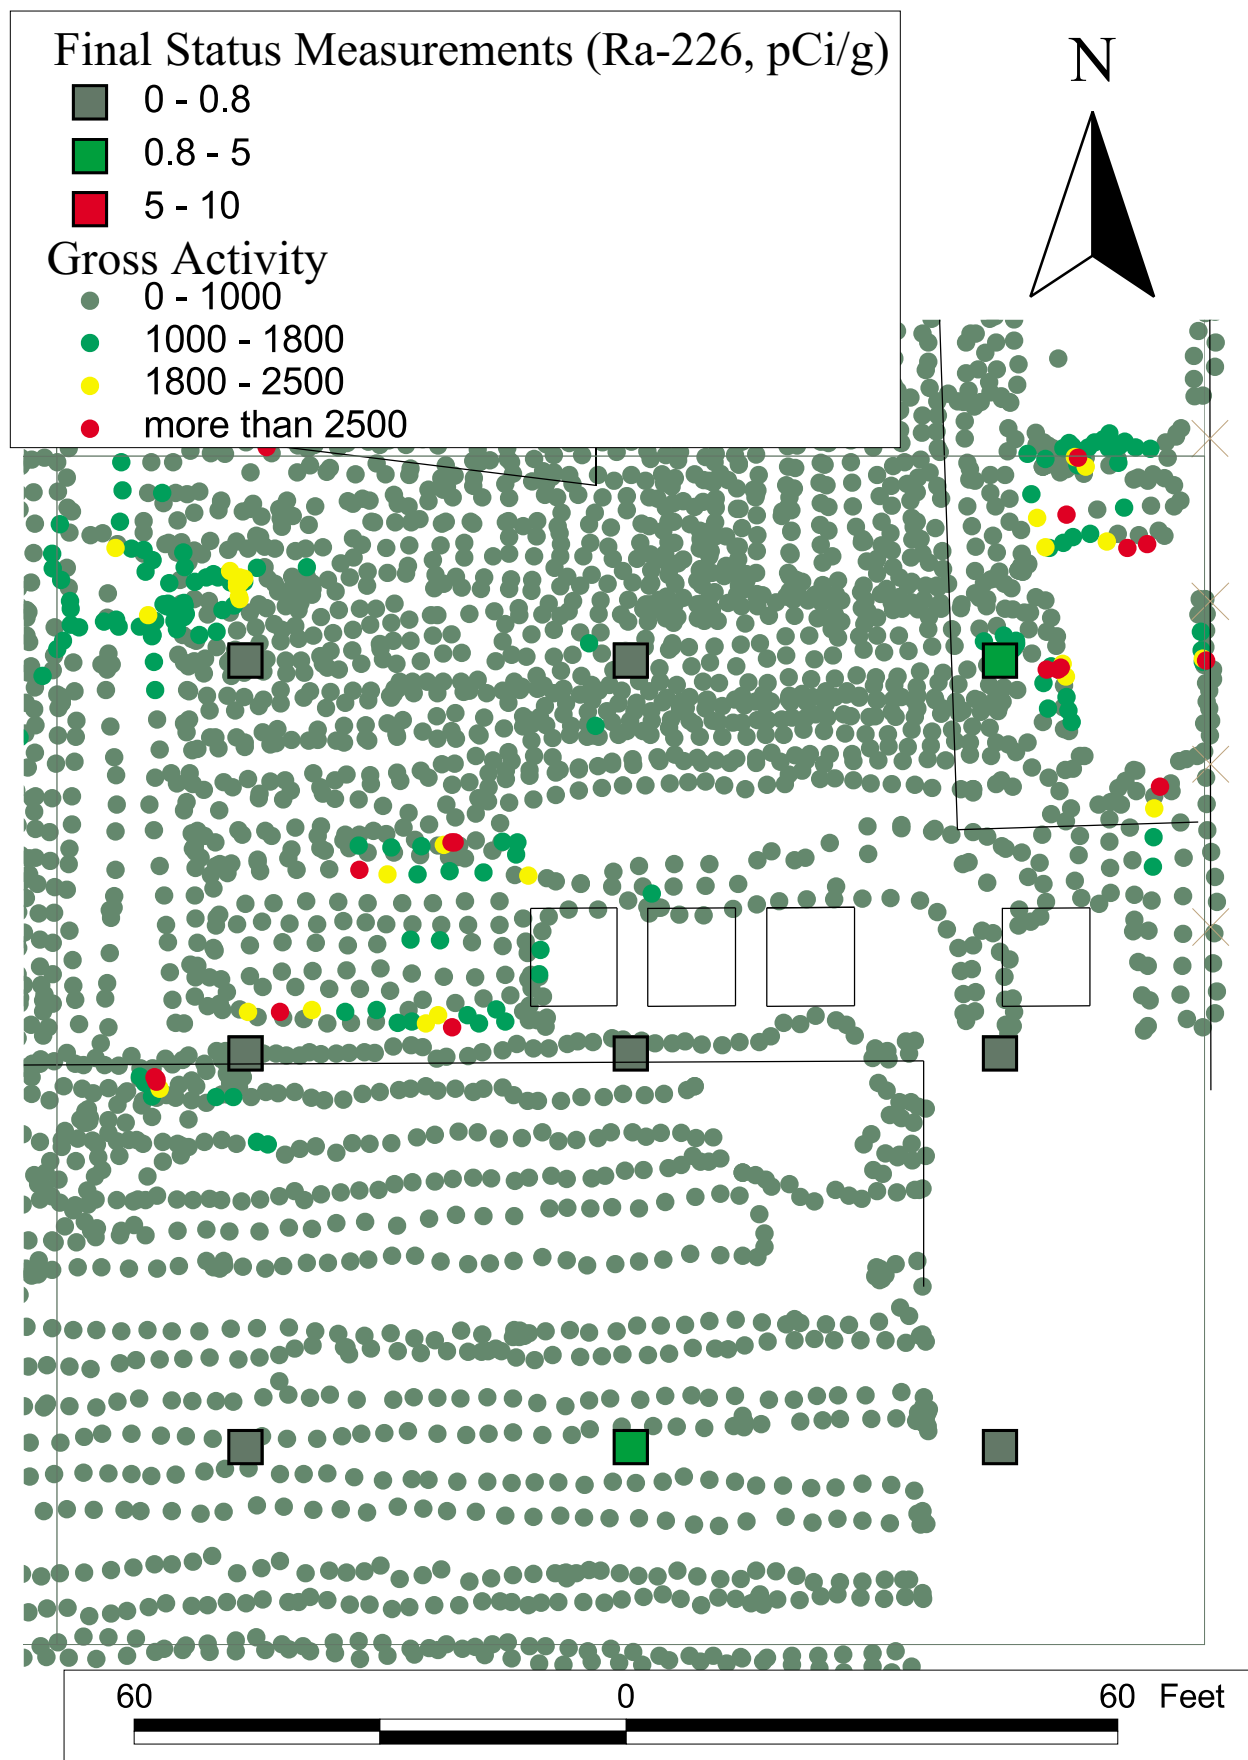 Final Status Measurements (Ra-226, pCi/g)
0 - 0.8
0.8 - 5
5 - 10
Gross Activity
0 - 1000
1000 - 1800
1800 - 2500
more than 2500
N
60 0 60 Feet